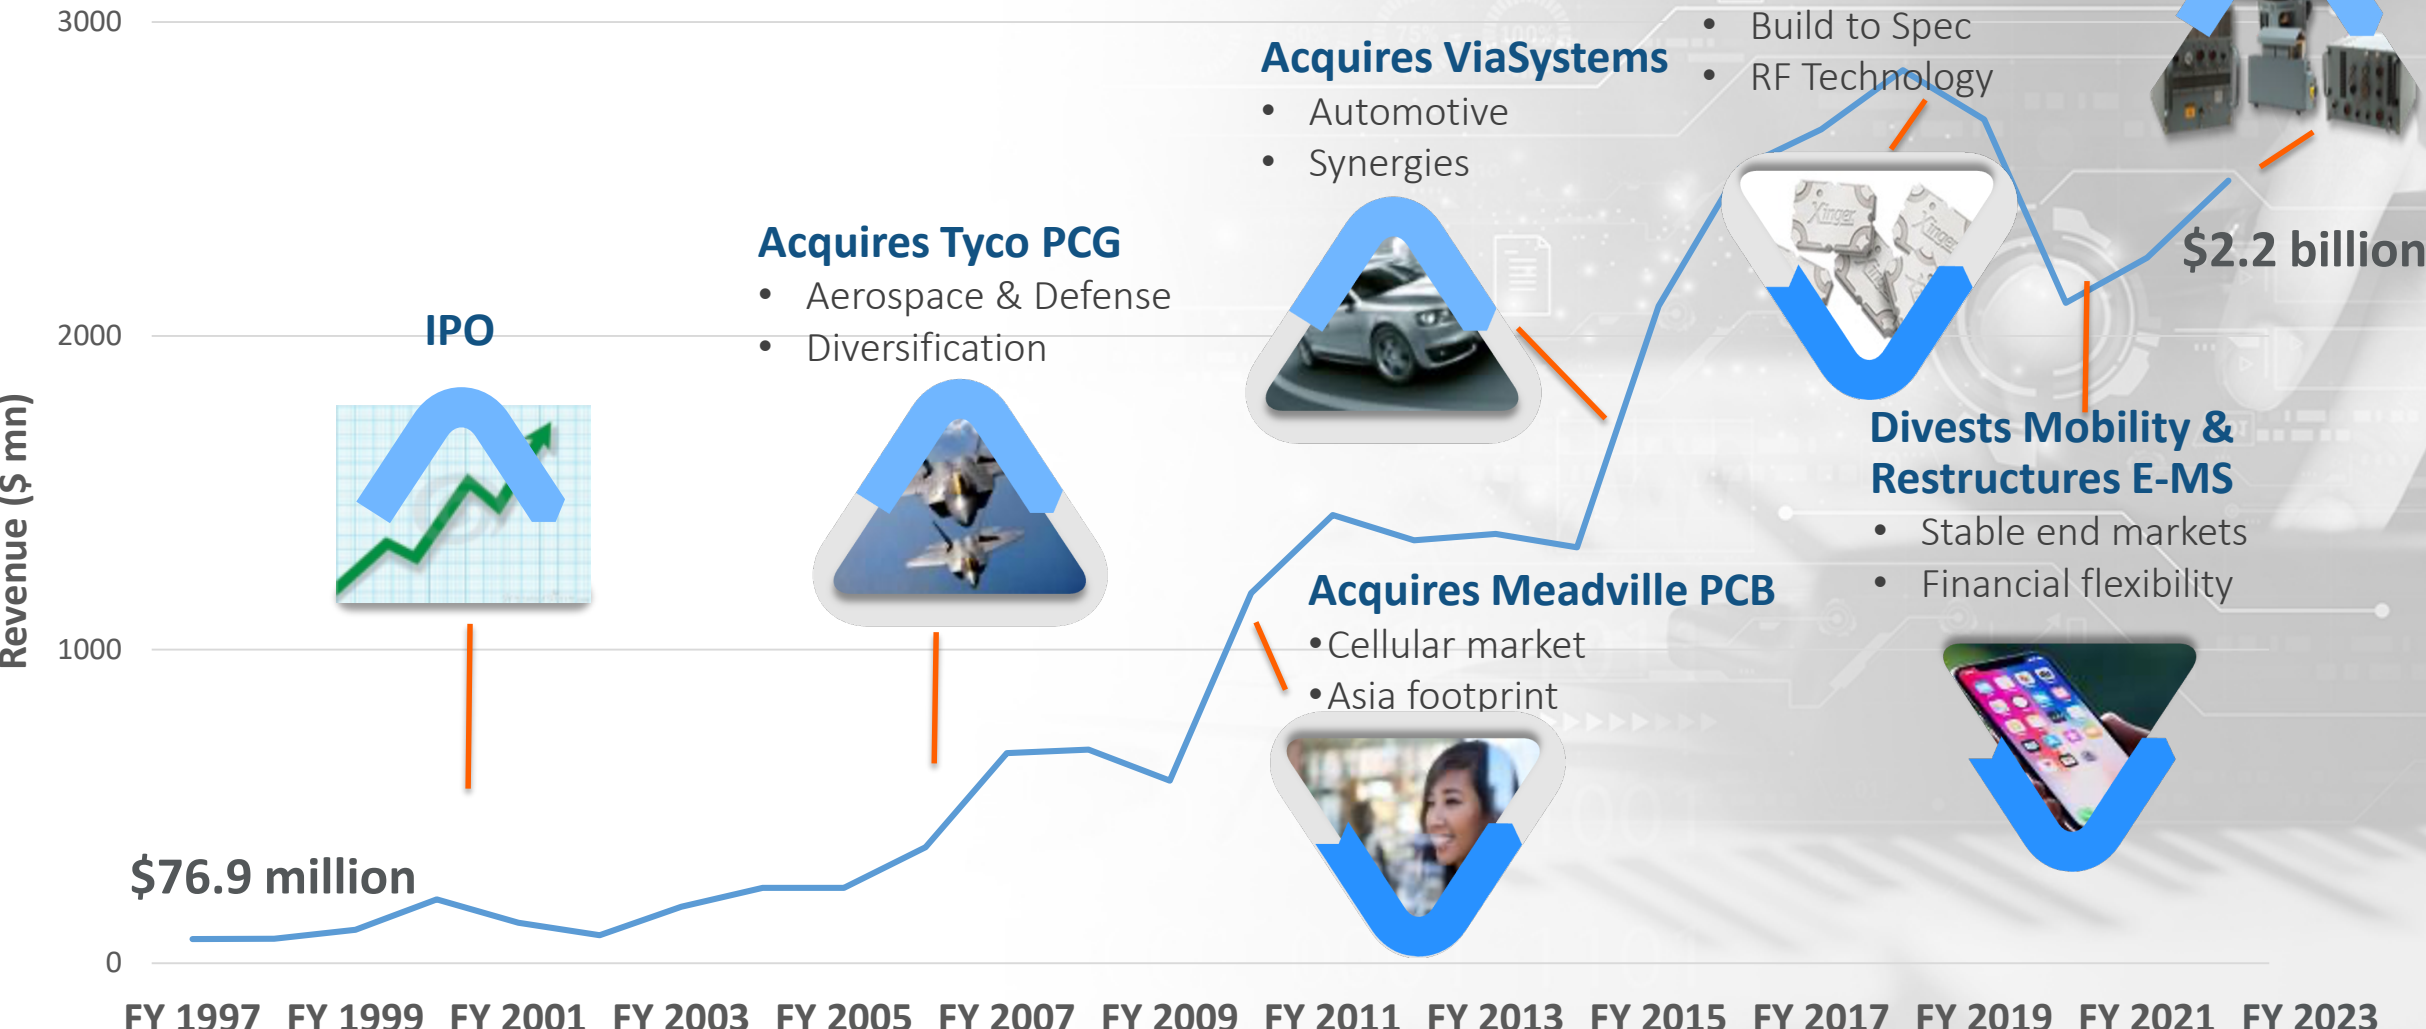 3000
2000
1000
0
Revenue ($ mn)
$76.9 million
IPO
Acquires Tyco PCG
• Aerospace & Defense
• Diversification
Acquires ViaSystems
• Automotive
• Synergies
Acquires Meadville PCB
•Cellular market
•Asia footprint
• Build to Spec
• RF Technology
Xinger
Xinger
Divests Mobility &
Restructures E-MS
• Stable end markets
• Financial flexibility
$2.2 billion
FY 1997 FY 1999 FY 2001 FY 2003 FY 2005 FY 2007 FY 2009 FY 2011 FY 2013 FY 2015 FY 2017 FY 2019 FY 2021 FY 2023